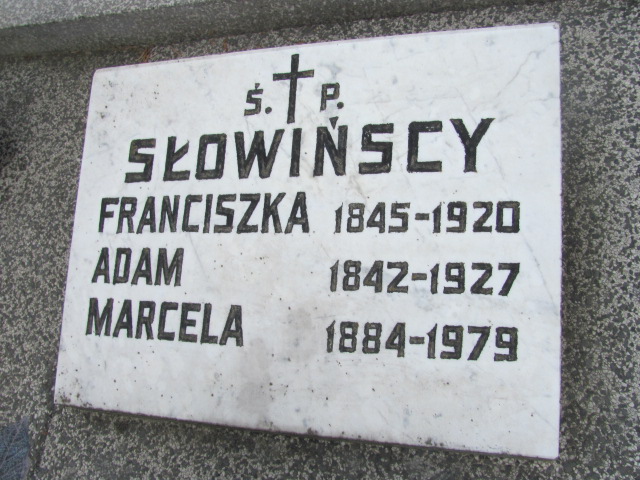 Ś. P.
SŁOWIŃSCY
FRANCISZKA 1845-1920
ADAM 1842-1927
MARCELA 1884-1979